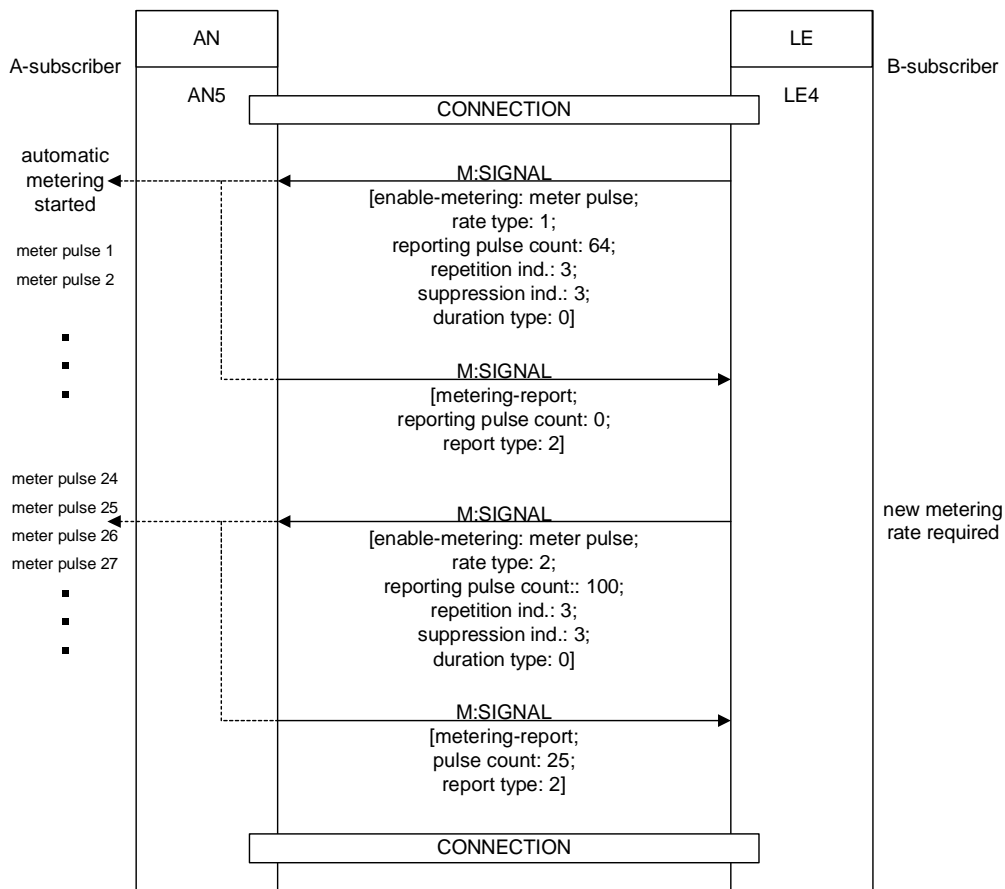 AN
LE
A-subscriber
B-subscriber
AN5
LE4
CONNECTION
automatic
metering
started
M:SIGNAL
[enable-metering: meter pulse;
rate type: 1;
reporting pulse count: 64;
repetition ind.: 3;
suppression ind.: 3;
duration type: 0]
meter pulse 1
meter pulse 2
M:SIGNAL
[metering-report;
reporting pulse count: 0;
report type: 2]
meter pulse 24
meter pulse 25
meter pulse 26
meter pulse 27
M:SIGNAL
[enable-metering: meter pulse;
rate type: 2;
reporting pulse count:: 100;
repetition ind.: 3;
suppression ind.: 3;
duration type: 0]
new metering
rate required
M:SIGNAL
[metering-report;
pulse count: 25;
report type: 2]
CONNECTION